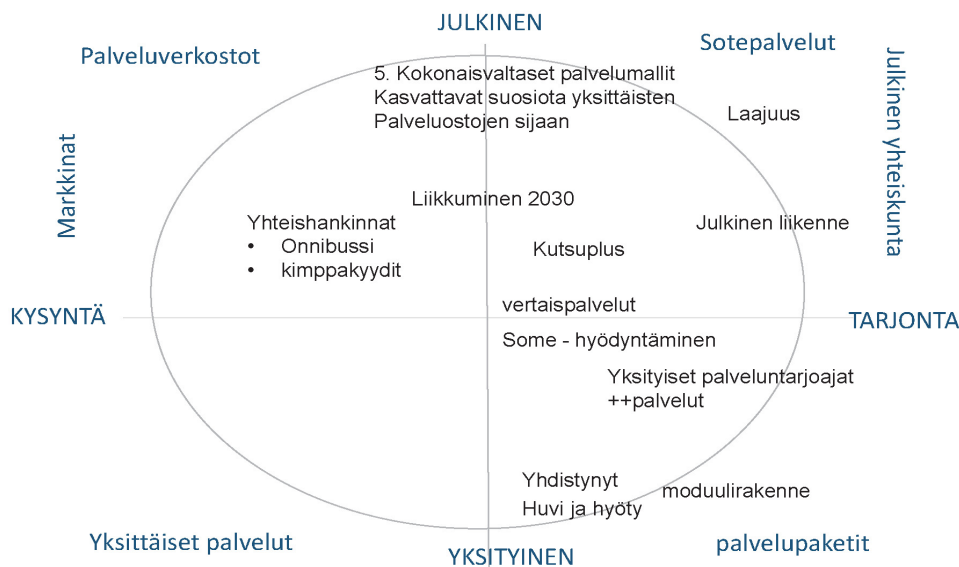 JULKINEN
Palveluverkostot
Sotepalvelut
5. Kokonaisvaltaset palvelumallit
Kasvattavat suosiota yksittäisten
Palveluostojen sijaan
Laajuus
Julkinen yhteiskunta
Markkinat
Liikkuminen 2030
Yhteishankinnat
• Onnibussi
• kimppakyydit
Julkinen liikenne
Kutsuplus
vertaispalvelut
KYSYNTÄ
TARJONTA
Some - hyödyntäminen
Yksityiset palveluntarjoajat
++palvelut
Yhdistynyt
Huvi ja hyöty
moduulirakenne
Yksittäiset palvelut
YKSITYINEN
palvelupaketit